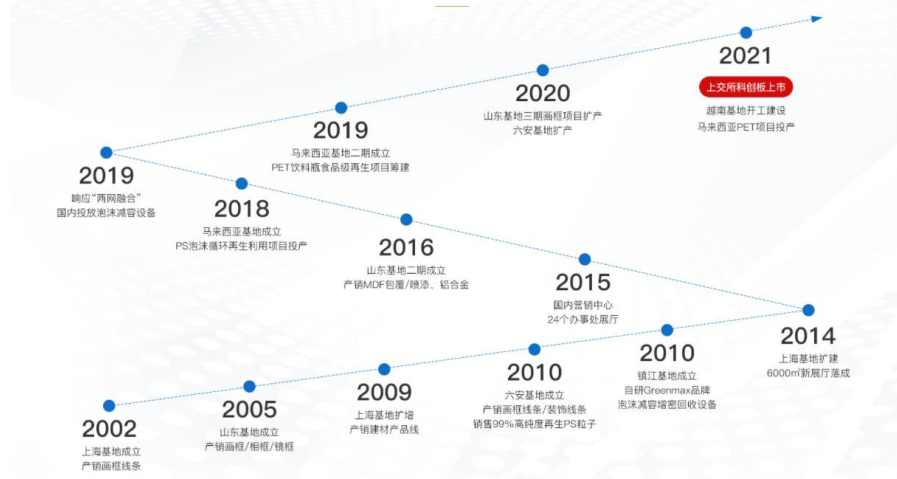 2021
上交所科创板上市
越南基地开工建设
马来西亚PET项目投产
2020
山东基地三期画框项目扩产
六安基地扩产
2019
马来西亚基地二期成立
PET饮料瓶食品级再生项目筹建
2019
响应“两网融合”
国内投放泡沫减容设备
2018
马来西亚基地成立
PS泡沫循环再生利用项目投产
2016
山东基地二期成立
产销MDF包覆/喷漆、铝合金
2015
国内营销中心
24个办事处展厅
2014
上海基地扩建
6000㎡新展厅落成
2010
镇江基地成立
自研Greenmax品牌
泡沫减容增密回收设备
2010
六安基地成立
产销画框线条/装饰线条
销售99%高纯度再生PS粒子
2009
上海基地扩增
产销建材产品线
2005
山东基地成立
产销画框/相框/镜框
2002
上海基地成立
产销画框线条